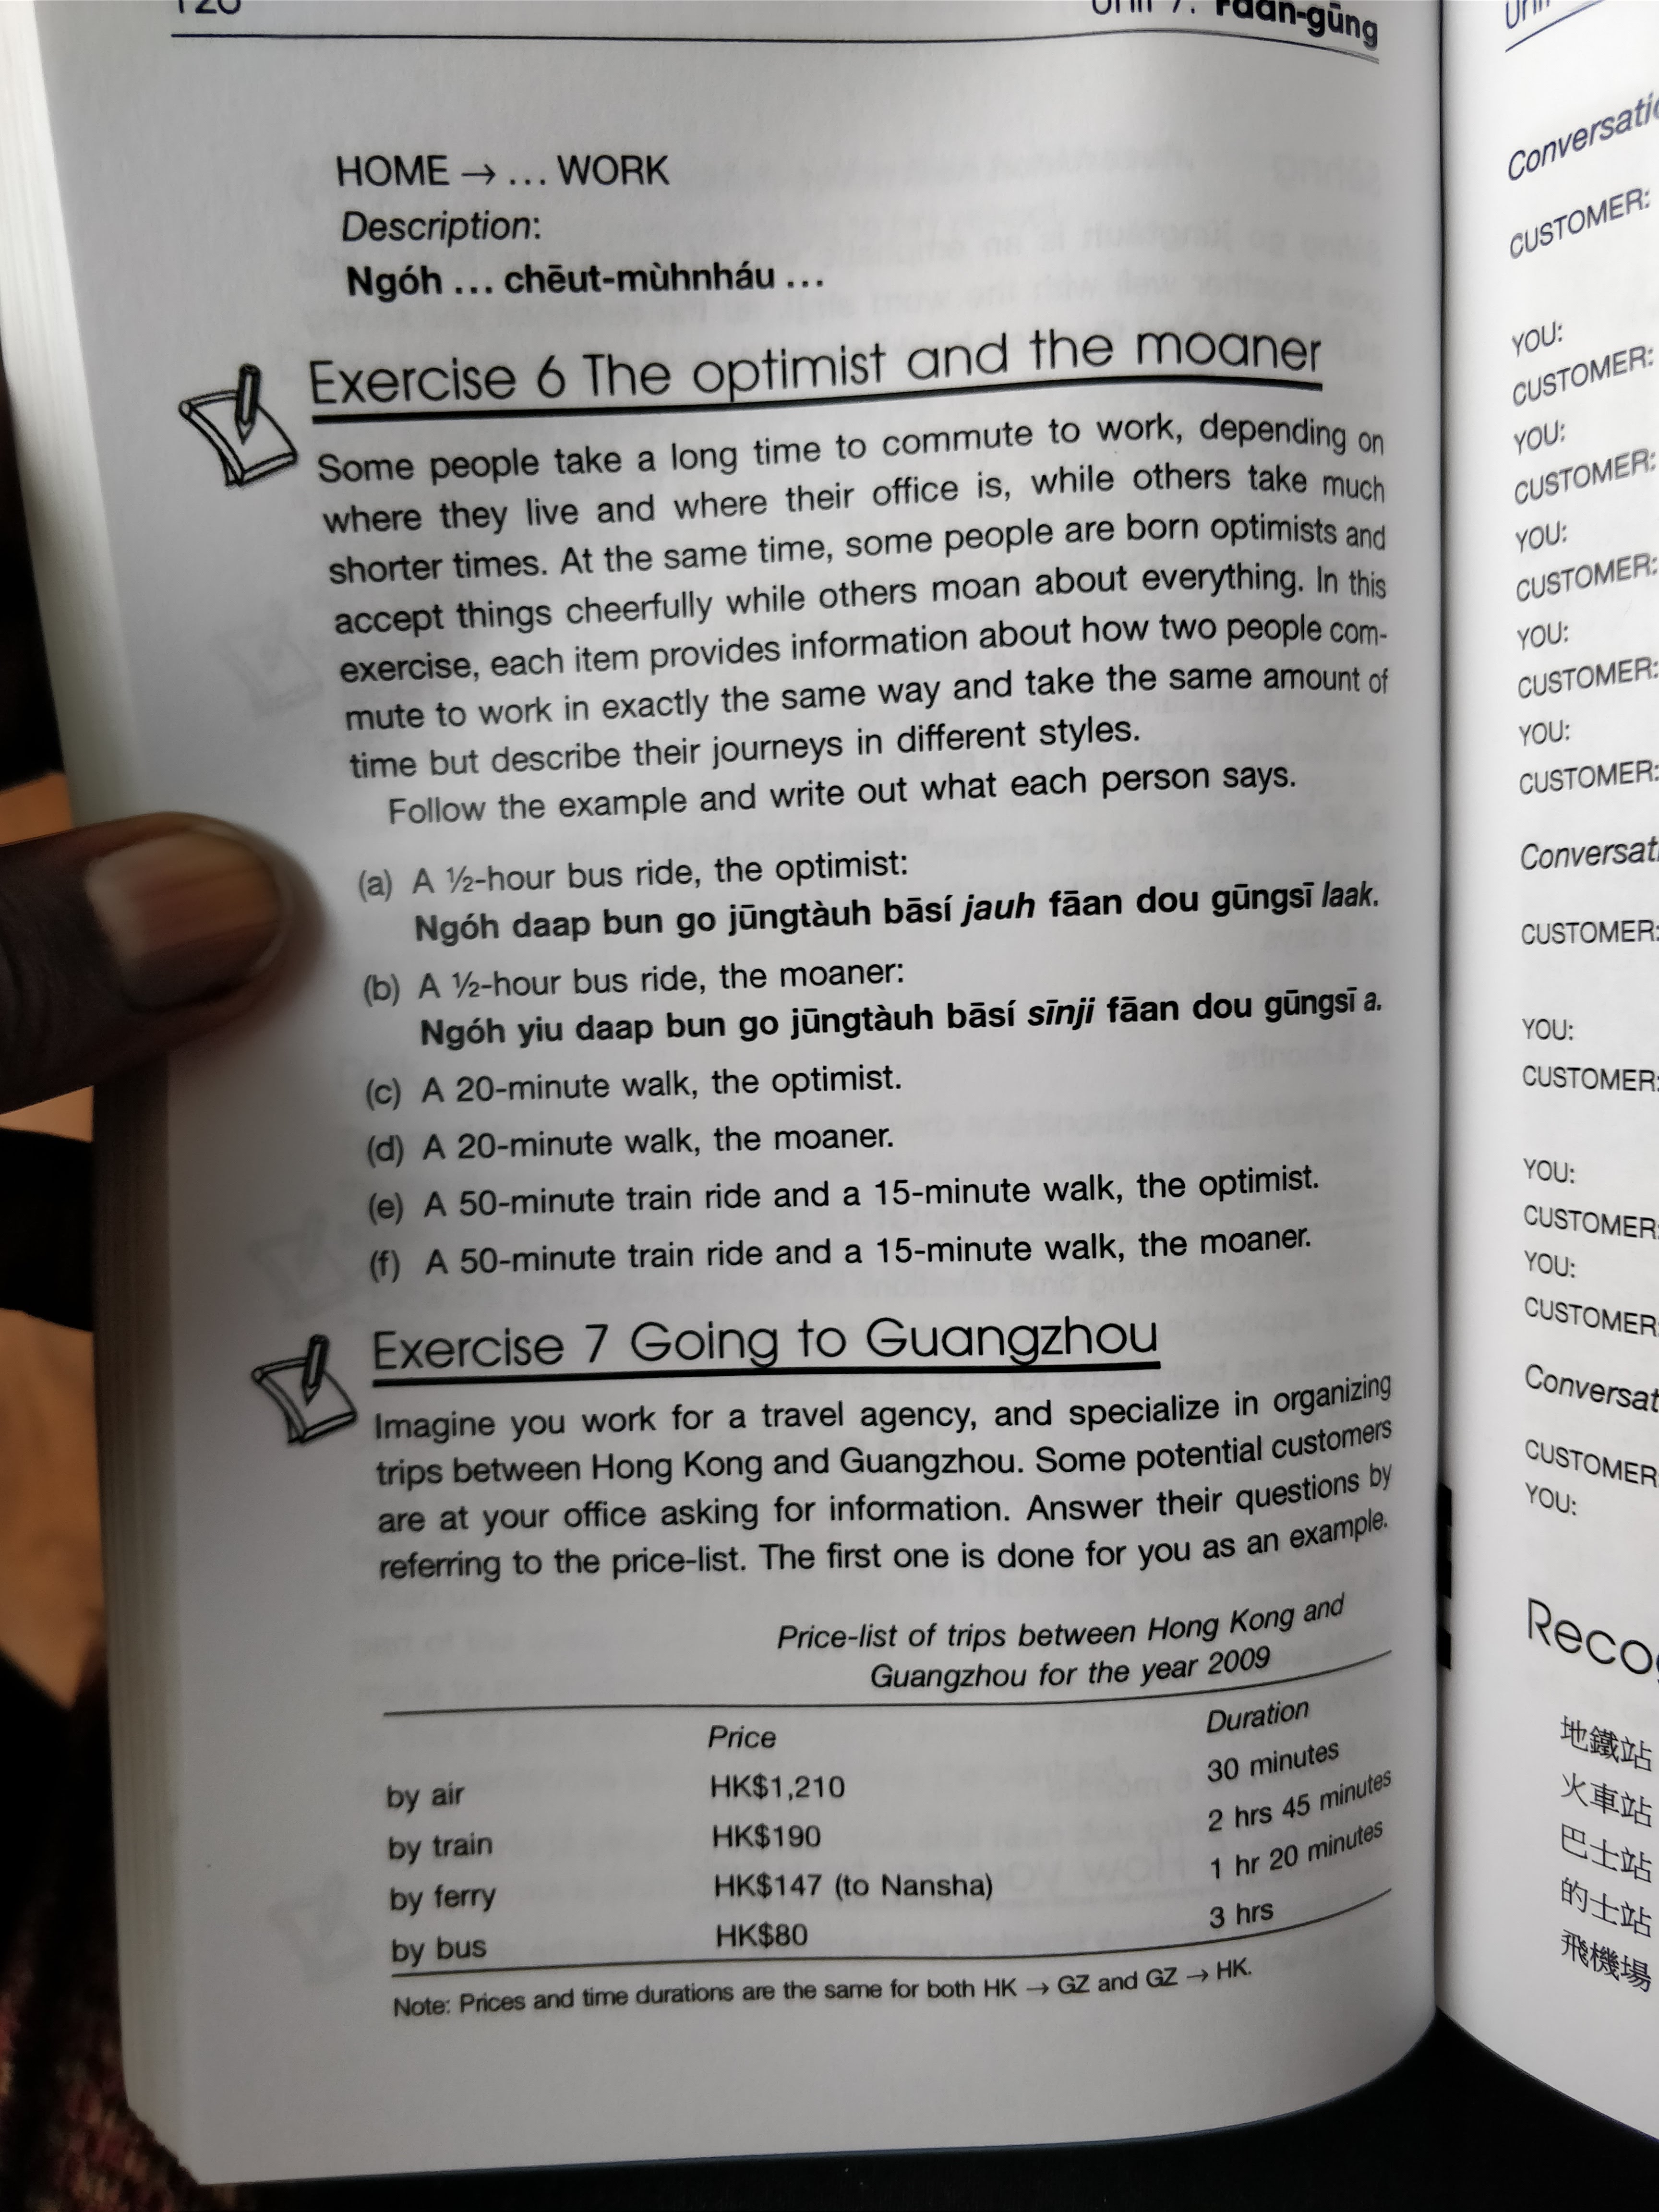 120
Unit 7: Faan-gūng
HOME → ... WORK
Description:
Ngóh ... chēut-mùhnháu ...
Exercise 6 The optimist and the moaner
Some people take a long time to commute to work, depending on
where they live and where their office is, while others take much
shorter times. At the same time, some people are born optimists and
accept things cheerfully while others moan about everything. In this
exercise, each item provides information about how two people com-
mute to work in exactly the same way and take the same amount of
time but describe their journeys in different styles.
Follow the example and write out what each person says.
(a) A ½-hour bus ride, the optimist:
Ngóh daap bun go jūngtàuh bāsí jauh fāan dou gūngsī laak.
(b) A ½-hour bus ride, the moaner:
Ngóh yiu daap bun go jūngtàuh bāsí sīnji fāan dou gūngsī a.
(c) A 20-minute walk, the optimist.
(d) A 20-minute walk, the moaner.
(e) A 50-minute train ride and a 15-minute walk, the optimist.
(f) A 50-minute train ride and a 15-minute walk, the moaner.
Exercise 7 Going to Guangzhou
Imagine you work for a travel agency, and specialize in organizing
trips between Hong Kong and Guangzhou. Some potential customers
are at your office asking for information. Answer their questions by
referring to the price-list. The first one is done for you as an example.
Price-list of trips between Hong Kong and
Guangzhou for the year 2009
Price Duration
by air HK$1,210 30 minutes
by train HK$190 2 hrs 45 minutes
by ferry HK$147 (to Nansha) 1 hr 20 minutes
by bus HK$80 3 hrs
Note: Prices and time durations are the same for both HK → GZ and GZ → HK.
CUSTOMER:
YOU:
CUSTOMER:
YOU:
CUSTOMER:
YOU:
CUSTOMER:
YOU:
CUSTOMER:
YOU:
CUSTOMER:
CUSTOMER:
YOU:
CUSTOMER:
YOU:
CUSTOMER:
YOU:
CUSTOMER:
CUSTOMER
YOU:
地鐵站
火車站
巴士站
的士站
飛機場